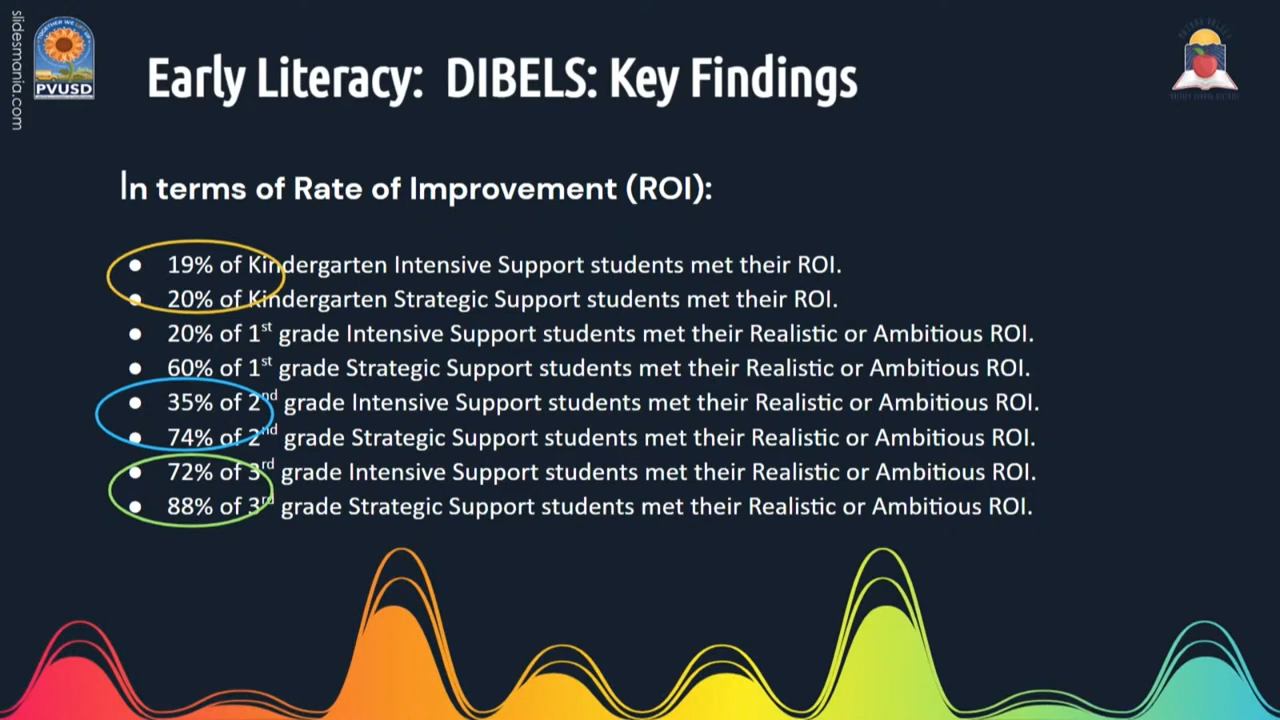 slidesmania.com
TOGETHER WE LIFT UP
PVUSD
Early Literacy: DIBELS: Key Findings
In terms of Rate of Improvement (ROI):
● 19% of Kindergarten Intensive Support students met their ROI.
● 20% of Kindergarten Strategic Support students met their ROI.
● 20% of 1st grade Intensive Support students met their Realistic or Ambitious ROI.
● 60% of 1st grade Strategic Support students met their Realistic or Ambitious ROI.
● 35% of 2nd grade Intensive Support students met their Realistic or Ambitious ROI.
● 74% of 2nd grade Strategic Support students met their Realistic or Ambitious ROI.
● 72% of 3rd grade Intensive Support students met their Realistic or Ambitious ROI.
● 88% of 3rd grade Strategic Support students met their Realistic or Ambitious ROI.